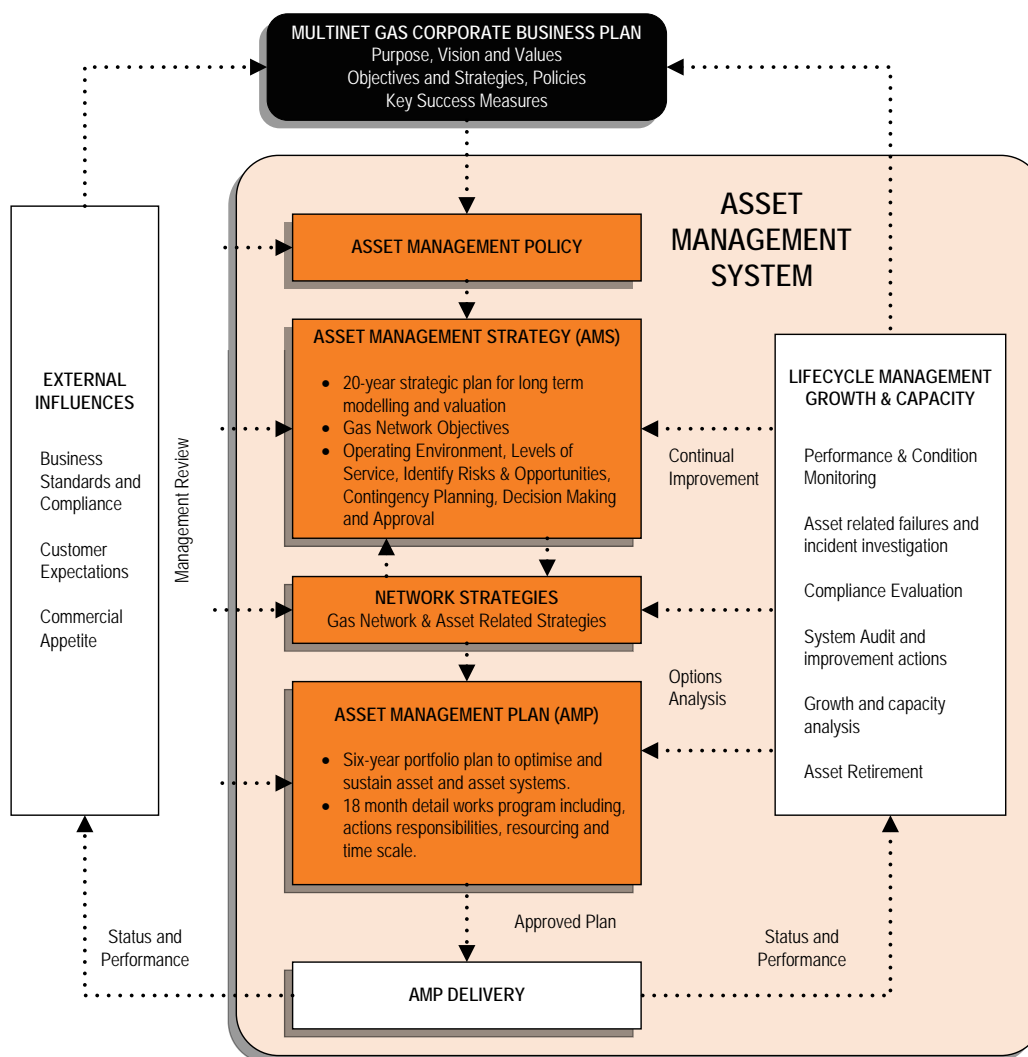 MULTINET GAS CORPORATE BUSINESS PLAN
Purpose, Vision and Values
Objectives and Strategies, Policies
Key Success Measures
ASSET
MANAGEMENT
SYSTEM
ASSET MANAGEMENT POLICY
ASSET MANAGEMENT STRATEGY (AMS)
• 20-year strategic plan for long term
modelling and valuation
• Gas Network Objectives
• Operating Environment, Levels of
Service, Identify Risks & Opportunities,
Contingency Planning, Decision Making
and Approval
EXTERNAL
INFLUENCES
Business
Standards and
Compliance
Customer
Expectations
Commercial
Appetite
Management Review
Continual
Improvement
LIFECYCLE MANAGEMENT
GROWTH & CAPACITY
Performance & Condition
Monitoring
Asset related failures and
incident investigation
Compliance Evaluation
System Audit and
improvement actions
Growth and capacity
analysis
Asset Retirement
NETWORK STRATEGIES
Gas Network & Asset Related Strategies
Options
Analysis
ASSET MANAGEMENT PLAN (AMP)
• Six-year portfolio plan to optimise and
sustain asset and asset systems.
• 18 month detail works program including,
actions responsibilities, resourcing and
time scale.
Approved Plan
Status and
Performance
Status and
Performance
AMP DELIVERY